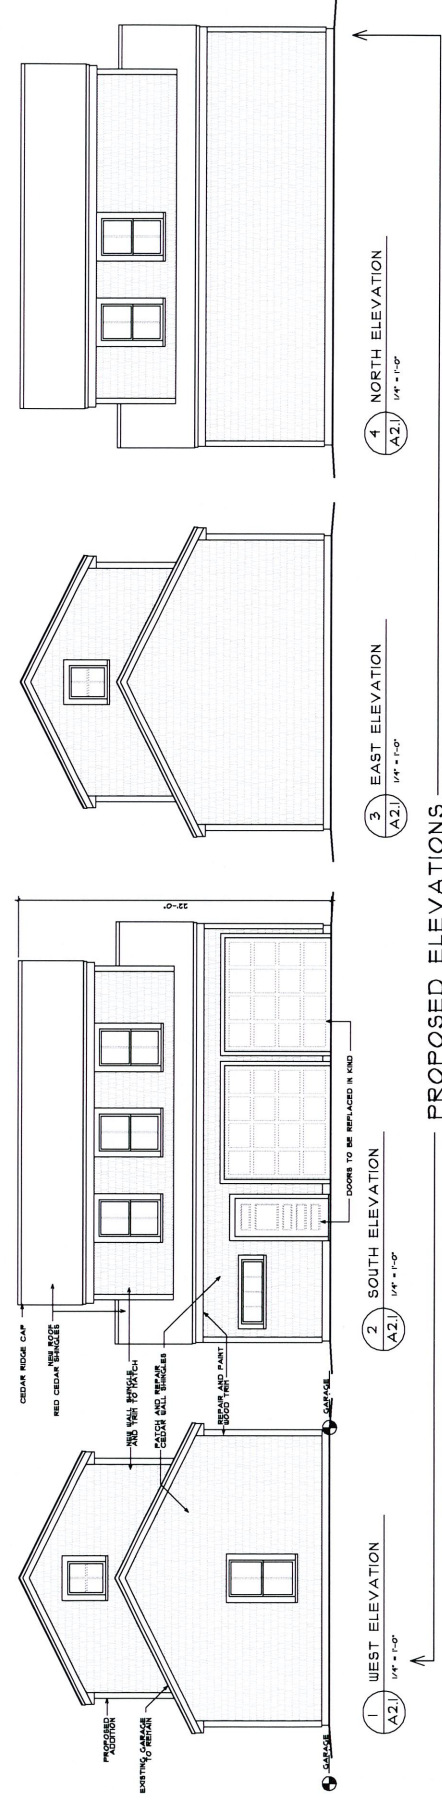 PROPOSED
ADDITION
EXISTING GARAGE
TO REMAIN
GARAGE
1
A2.1
WEST ELEVATION
1/4" = 1'-0"
CEDAR RIDGE CAP
NEW ROOF
RED CEDAR SHINGLES
NEW WALL SHINGLE
AND TRIM TO MATCH
PATCH AND REPAIR
CEDAR WALL SHINGLES
REPAIR AND PAINT
WOOD TRIM
GARAGE
22'-0"
DOORS TO BE REPLACED IN KIND
2
A2.1
SOUTH ELEVATION
1/4" = 1'-0"
3
A2.1
EAST ELEVATION
1/4" = 1'-0"
4
A2.1
NORTH ELEVATION
1/4" = 1'-0"
PROPOSED ELEVATIONS